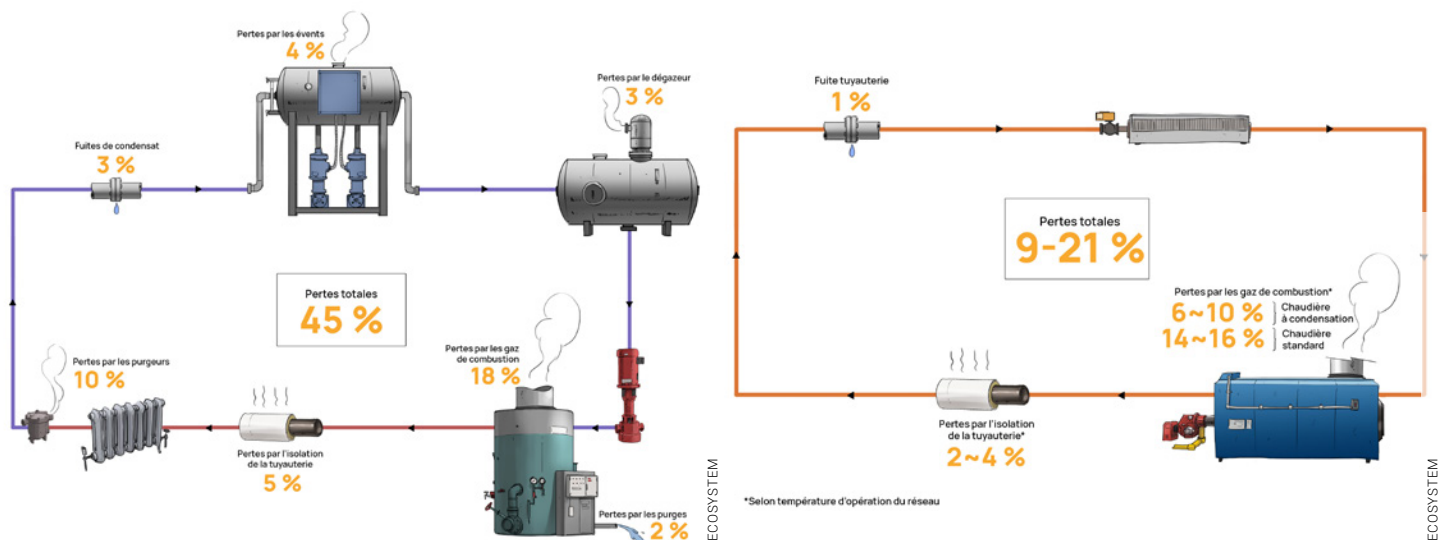 Pertes par les évents
4 %
Pertes par le dégazeur
3 %
Fuites de condensat
3 %
Pertes totales
45 %
Pertes par les purgeurs
10 %
Pertes par l'isolation
de la tuyauterie
5 %
Pertes par les gaz
de combustion
18 %
Pertes par les purges
2 %
ECOSYSTEM
Fuite tuyauterie
1 %
Pertes totales
9-21 %
Pertes par les gaz de combustion*
6~10 % Chaudière
à condensation
14~16 % Chaudière
standard
Pertes par l'isolation
de la tuyauterie*
2~4 %
*Selon température d'opération du réseau
ECOSYSTEM